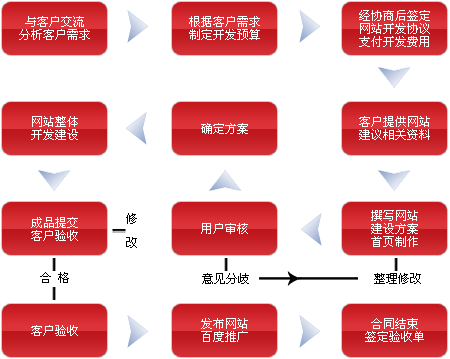 与客户交流
分析客户需求
根据客户需求
制定开发预算
经协商后签定
网站开发协议
支付开发费用
客户提供网站
建议相关资料
确定方案
网站整体
开发建设
成品提交
客户验收
修
改
用户审核
撰写网站
建设方案
首页制作
合 格
意见分歧
整理修改
客户验收
发布网站
百度推广
合同结束
签定验收单